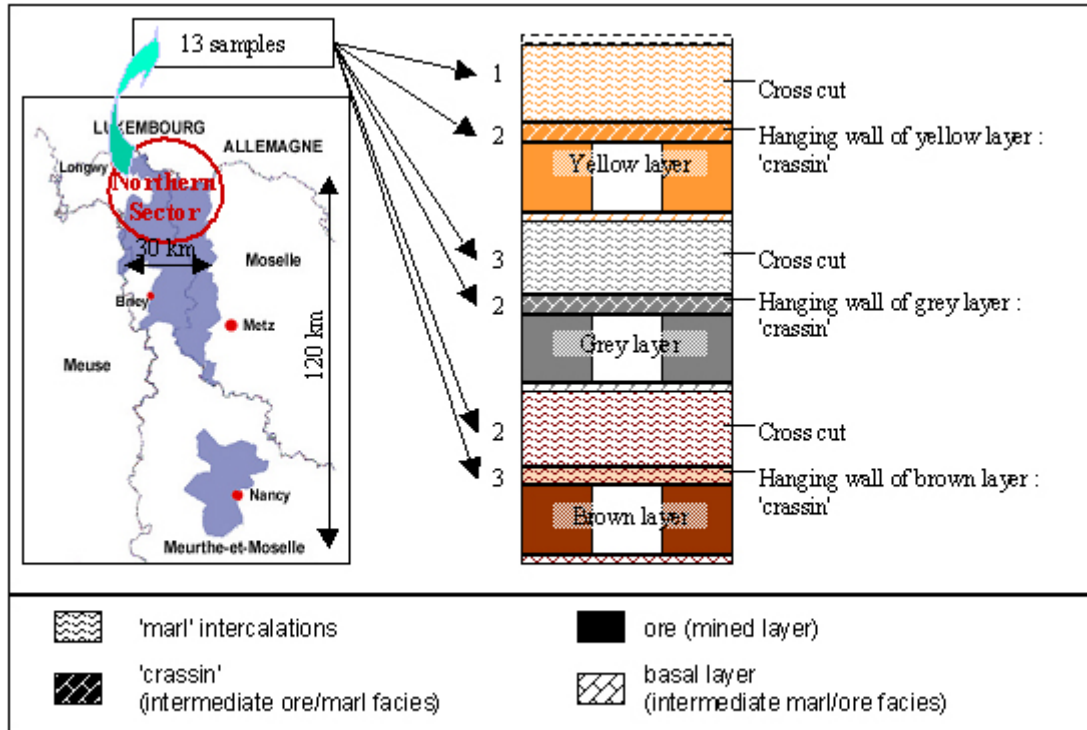 13 samples
LUXEMBOURG
ALLEMAGNE
Longwy
Northern
Sector
30 km
Moselle
Briey
Metz
120 km
Meuse
Nancy
Meurthe-et-Moselle
1
Cross cut
2
Hanging wall of yellow layer :
'crassin'
Yellow layer
3
Cross cut
2
Hanging wall of grey layer :
'crassin'
Grey layer
2
Cross cut
3
Hanging wall of brown layer :
'crassin'
Brown layer
'marl' intercalations
ore (mined layer)
'crassin'
(intermediate ore/marl facies)
basal layer
(intermediate marl/ore facies)